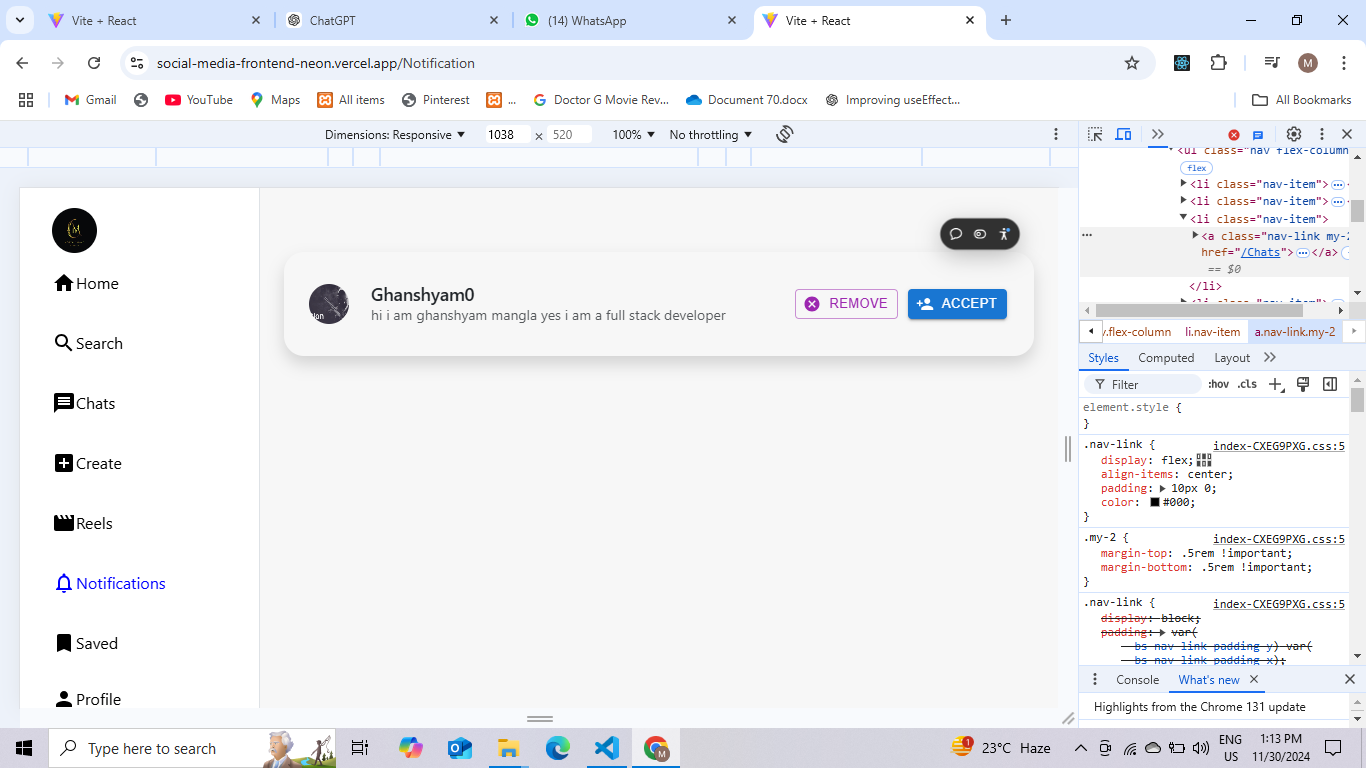 Vite + React
ChatGPT
(14) WhatsApp
Vite + React
social-media-frontend-neon.vercel.app/Notification
M
Gmail
YouTube
Maps
All items
Pinterest
...
Doctor G Movie Rev...
Document 70.docx
Improving useEffect...
All Bookmarks
Dimensions: Responsive
1038 × 520
100%
No throttling
M
Home
Search
Chats
Create
Reels
Notifications
Saved
Profile
Ghanshyam0
hi i am ghanshyam mangla yes i am a full stack developer
REMOVE
ACCEPT
<ul class="nav flex-column
flex
<li class="nav-item">
<li class="nav-item">
<li class="nav-item">
<a class="nav-link my-2
href="/Chats"> … </a>
== $0
</li>
<li class="nav-item">
.flex-column
li.nav-item
a.nav-link.my-2
Styles
Computed
Layout
Filter
:hov
.cls
element.style {
}
.nav-link {
index-CXEG9PXG.css:5
display: flex;
align-items: center;
padding: 10px 0;
color: #000;
}
.my-2 {
index-CXEG9PXG.css:5
margin-top: .5rem !important;
margin-bottom: .5rem !important;
}
.nav-link {
index-CXEG9PXG.css:5
display: block;
padding: var(
--bs-nav-link-padding-y) var(
--bs-nav-link-padding-x);
Console
What's new
Highlights from the Chrome 131 update
Type here to search
M
1
23°C Haze
ENG
US
1:13 PM
11/30/2024